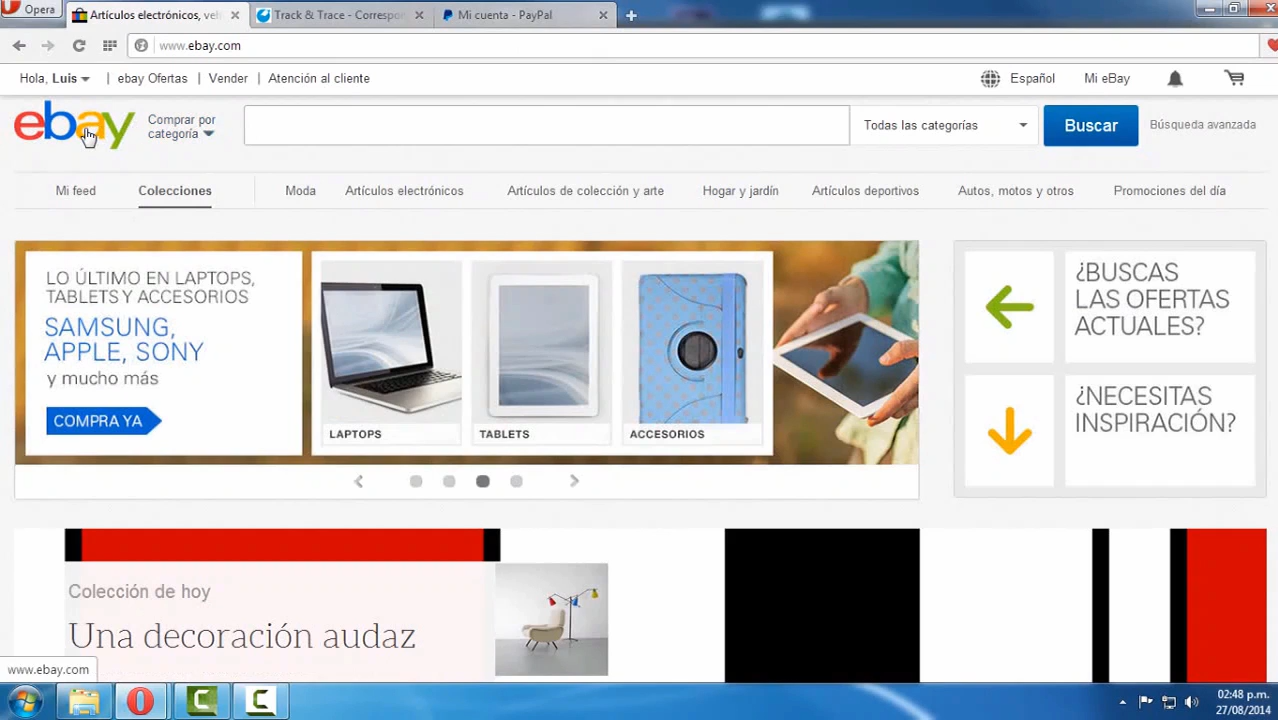 Opera
Artículos electrónicos, vel
Track & Trace - Correspor
Mi cuenta - PayPal
www.ebay.com
Hola, Luis
ebay Ofertas
Vender
Atención al cliente
Español
Mi eBay
ebay
Comprar por
categoría
Todas las categorías
Buscar
Búsqueda avanzada
Mi feed
Colecciones
Moda
Artículos electrónicos
Artículos de colección y arte
Hogar y jardín
Artículos deportivos
Autos, motos y otros
Promociones del día
LO ÚLTIMO EN LAPTOPS,
TABLETS Y ACCESORIOS
SAMSUNG,
APPLE, SONY
y mucho más
COMPRA YA
LAPTOPS
TABLETS
ACCESORIOS
¿BUSCAS
LAS OFERTAS
ACTUALES?
¿NECESITAS
INSPIRACIÓN?
Colección de hoy
Una decoración audaz
www.ebay.com
02:48 p.m.
27/08/2014